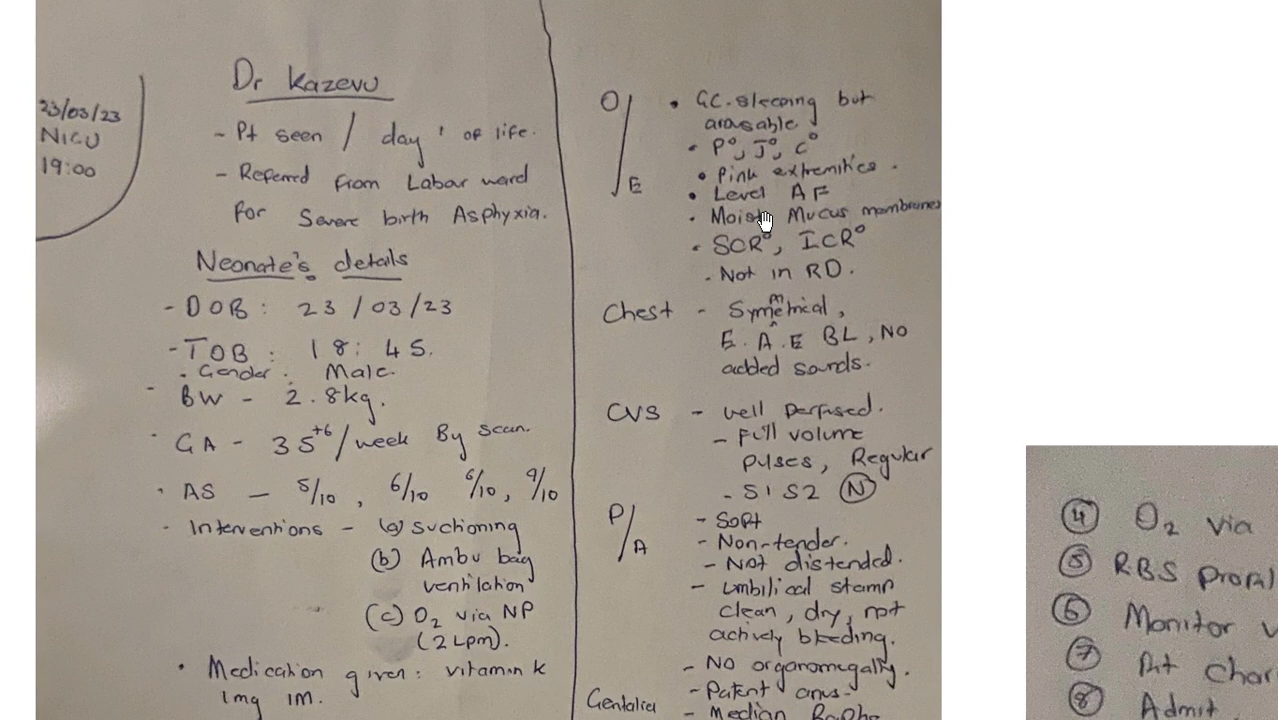 23/03/23
NICU
19:00
Dr Kazevu
- Pt seen / day 1 of life.
- Referred from Labour ward
for Severe birth Asphyxia.
Neonate's details
- DOB : 23 / 03 / 23
- TOB : 18 : 45.
- Gender : Male.
- BW - 2.8kg.
- GA - 35+6/week By scan.
- AS - 5/10, 6/10 6/10, 9/10
- Interventions - (a) suctioning
(b) Ambu bag
ventilation
(c) O2 via NP
(2 Lpm).
• Medication given : vitamin k
1mg IM.
O/E
• GC. sleeping but
arousable
• P°, J°, C°
• Pink extremities.
• Level AF
• Moist Mucus membranes
• SCR°, ICR°
- Not in RD.
Chest - Symmetrical,
E.A.E BL, NO
added sounds.
CVS - well perfused.
- Full volume
pulses, Regular
- S1 S2 (N)
P/A
- Soft
- Non-tender.
- Not distended.
- Umbilical stamp
clean, dry, not
actively bleeding.
- NO organomegally.
- Patent anus.
Genitalia - Median Raphe
④ O2 via
⑤ RBS
⑥ Monitor
⑦
⑧ Admit